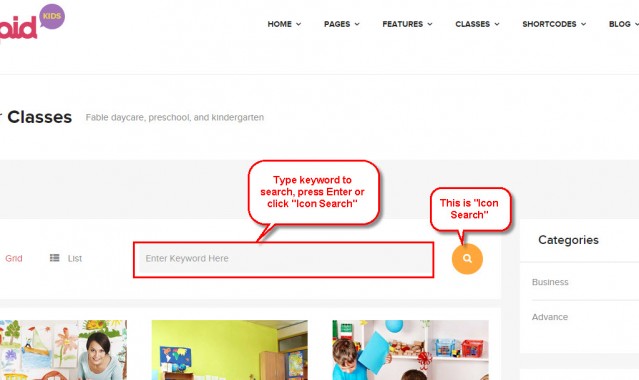 KIDS
HOME PAGES FEATURES CLASSES SHORTCODES BLOG
Classes Fable daycare, preschool, and kindergarten
Type keyword to
search, press Enter or
click "Icon Search"
This is "Icon
Search"
Grid List Enter Keyword Here
Categories
Business
Advance